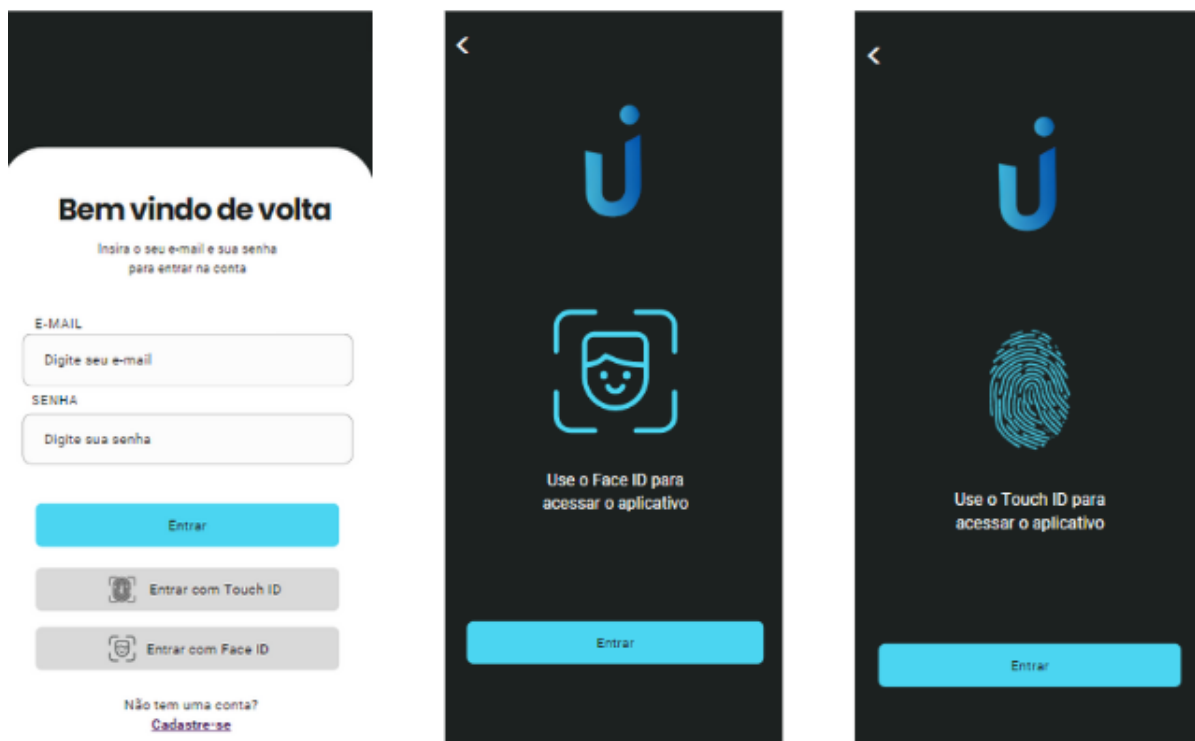 Bem vindo de volta
Insira o seu e-mail e sua senha
para entrar na conta
E-MAIL
Digite seu e-mail
SENHA
Digite sua senha
Entrar
Entrar com Touch ID
Entrar com Face ID
Não tem uma conta?
Cadastre-se
Use o Face ID para
acessar o aplicativo
Entrar
Use o Touch ID para
acessar o aplicativo
Entrar